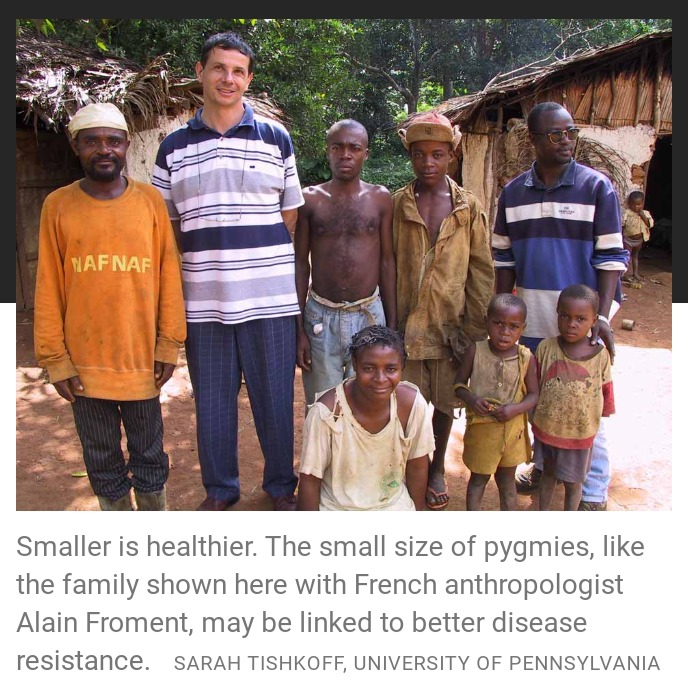 NAFNAF
Smaller is healthier. The small size of pygmies, like
the family shown here with French anthropologist
Alain Froment, may be linked to better disease
resistance. SARAH TISHKOFF, UNIVERSITY OF PENNSYLVANIA